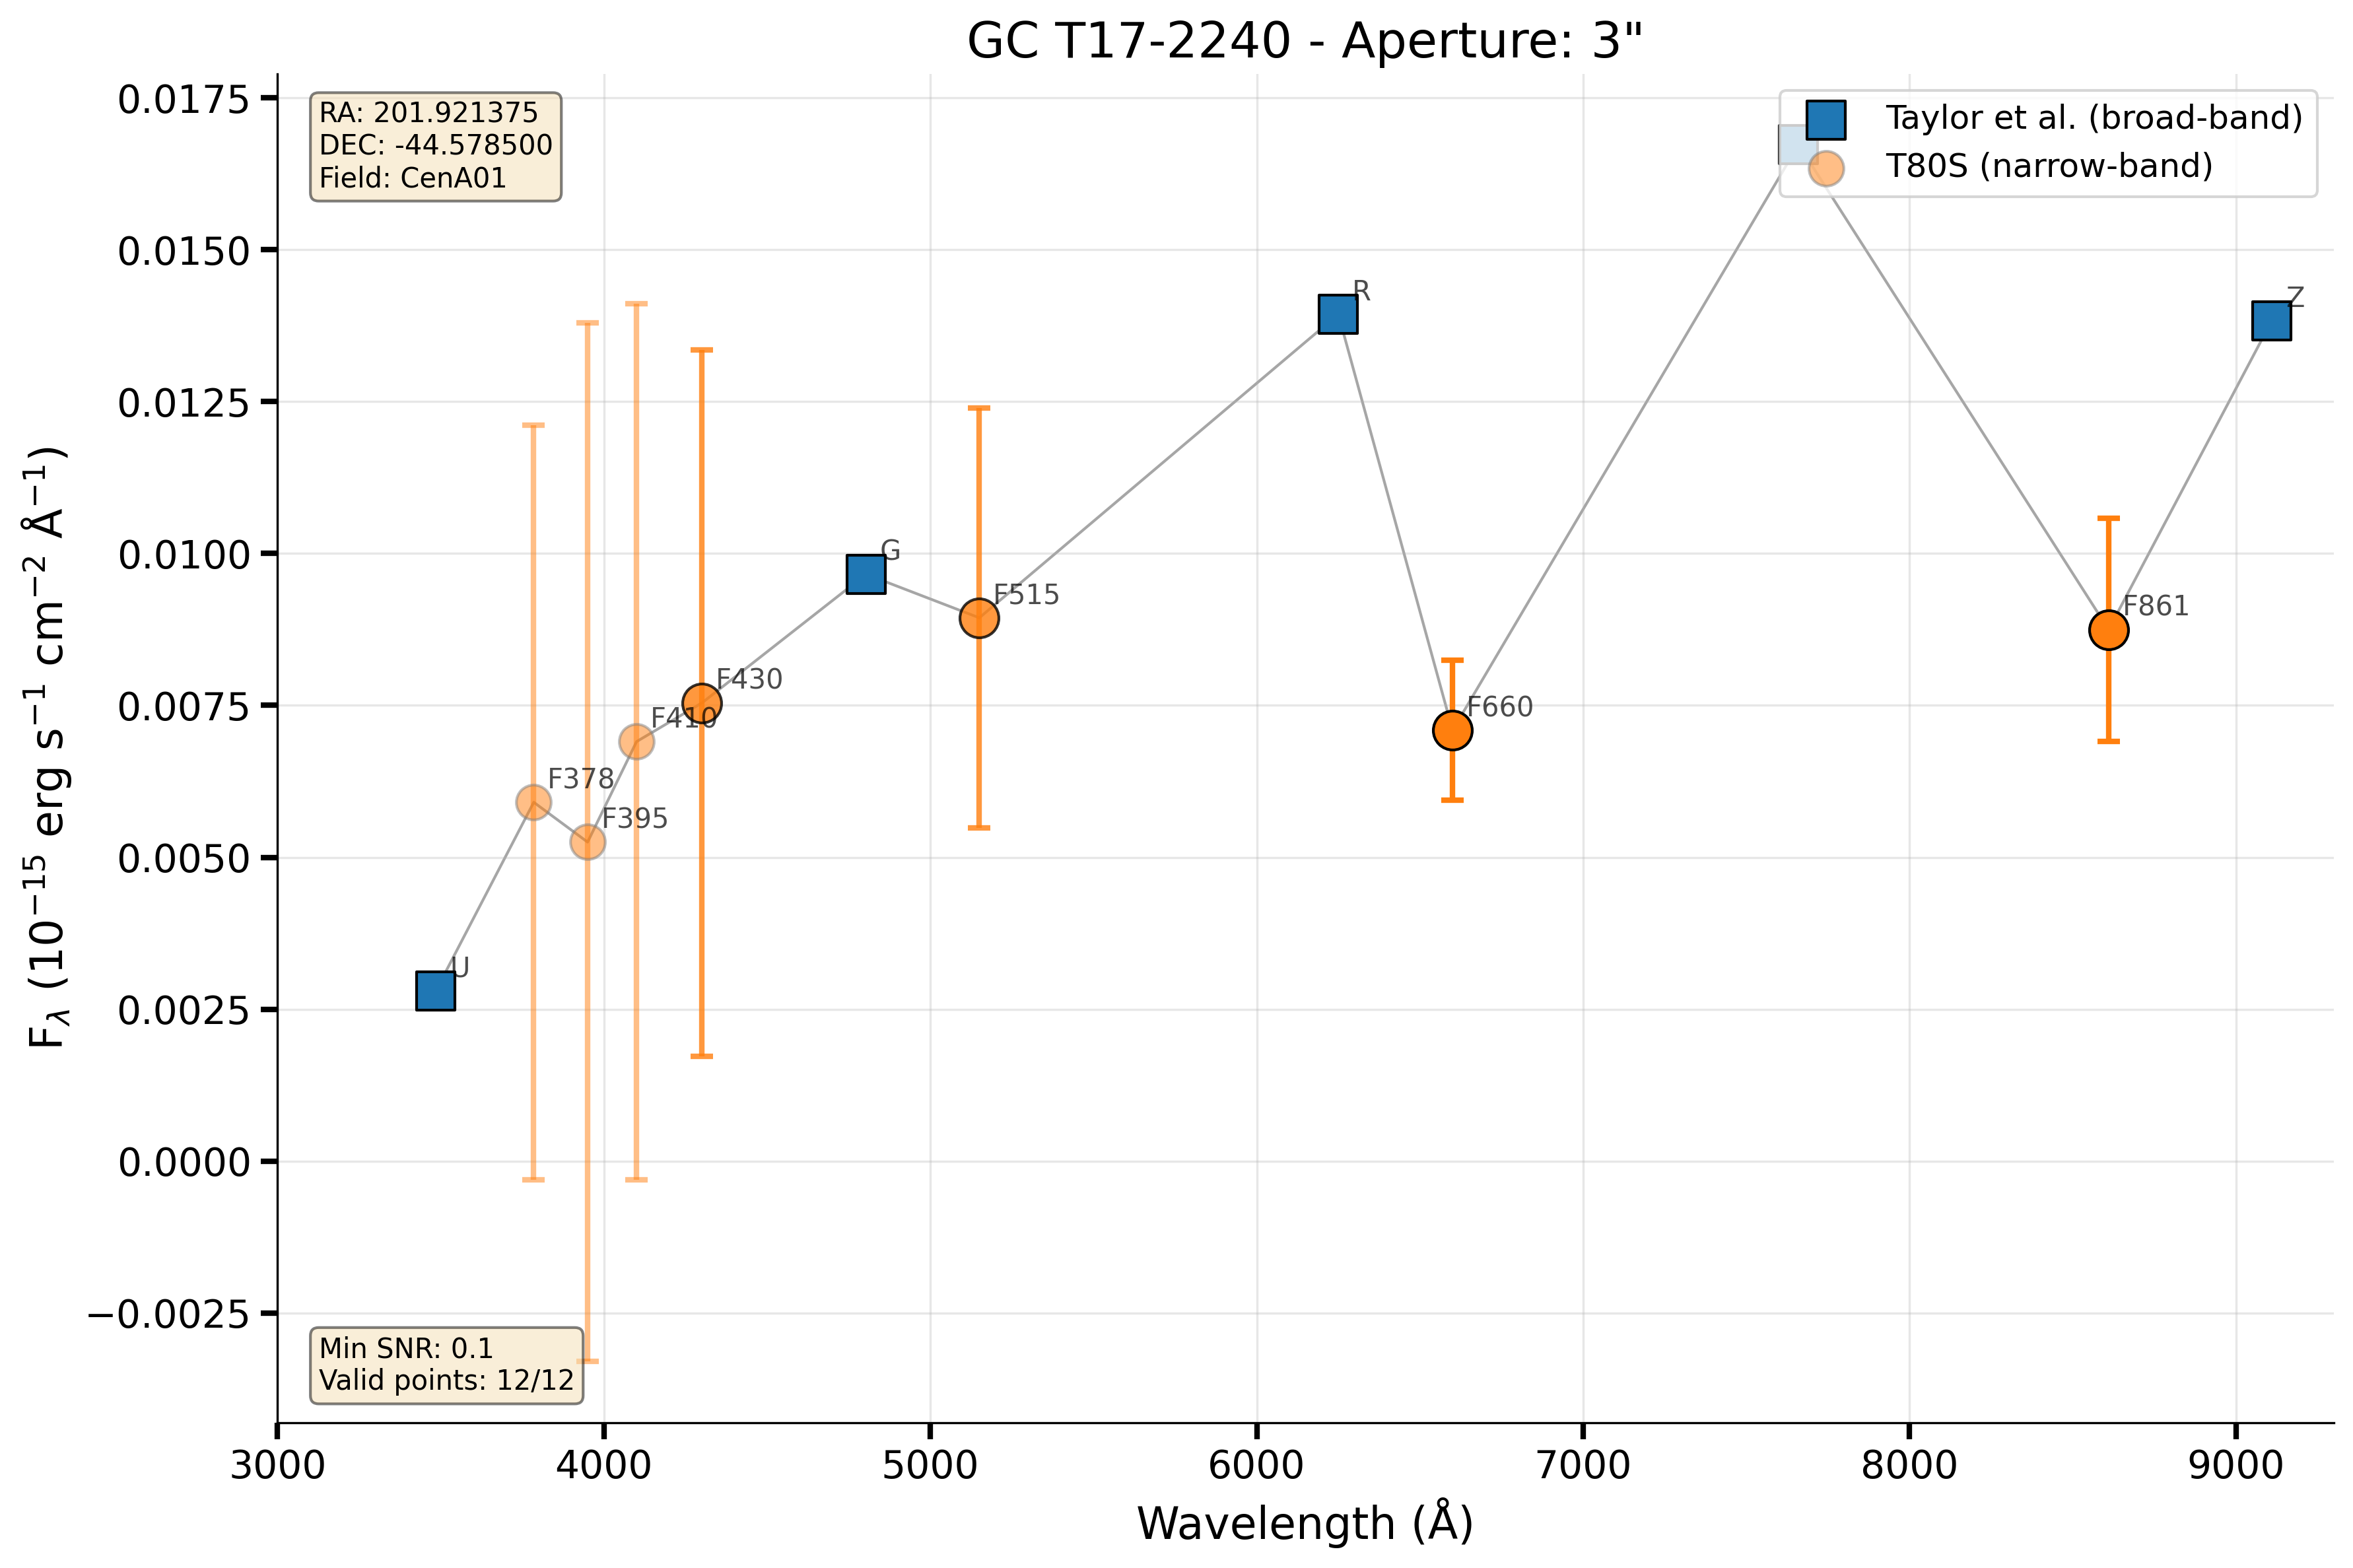 GC T17-2240 - Aperture: 3"
RA: 201.921375
DEC: -44.578500
Field: CenA01
Taylor et al. (broad-band)
T80S (narrow-band)
F$_{\lambda}$ (10$^{-15}$ erg s$^{-1}$ cm$^{-2}$ Å$^{-1}$)
0.0175
0.0150
0.0125
0.0100
0.0075
0.0050
0.0025
0.0000
−0.0025
U
F378
F395
F410
F430
G
F515
R
F660
F861
Z
Min SNR: 0.1
Valid points: 12/12
3000 4000 5000 6000 7000 8000 9000
Wavelength (Å)